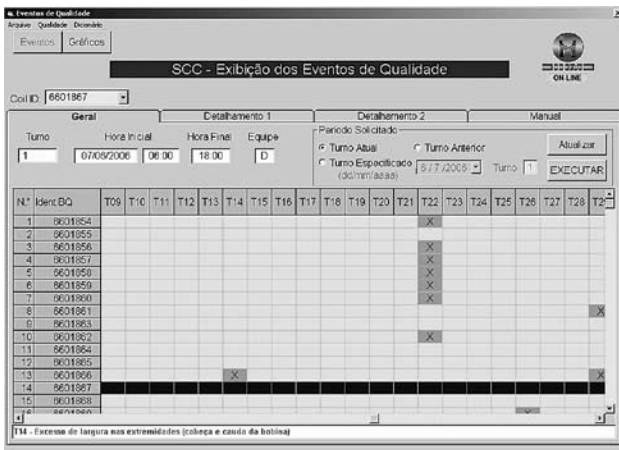 Eventos de Qualidade
Arquivo Qualidade Dicionário
Eventos Gráficos
SCC - Exibição dos Eventos de Qualidade
ON LINE
Coil ID: 6601867
Geral Detalhamento 1 Detalhamento 2 Manual
Turno Hora Inicial Hora Final Equipe
1 07/06/2006 06:00 18:00 D
Período Solicitado
Turno Atual Turno Anterior
Turno Especificado 6/7/2006 Turno 1
(dd/mm/aaaa)
Atualizar
EXECUTAR
N.º Ident.BQ T09 T10 T11 T12 T13 T14 T15 T16 T17 T18 T19 T20 T21 T22 T23 T24 T25 T26 T27 T28 T2
1 6601854 X
2 6601855
3 6601856 X
4 6601857 X
5 6601858 X
6 6601859 X
7 6601860 X
8 6601861 X
9 6601863
10 6601862 X
11 6601864
12 6601865
13 6601866 X X
14 6601867
15 6601868
T14 - Excesso de largura nas extremidades (cabeça e cauda da bobina)